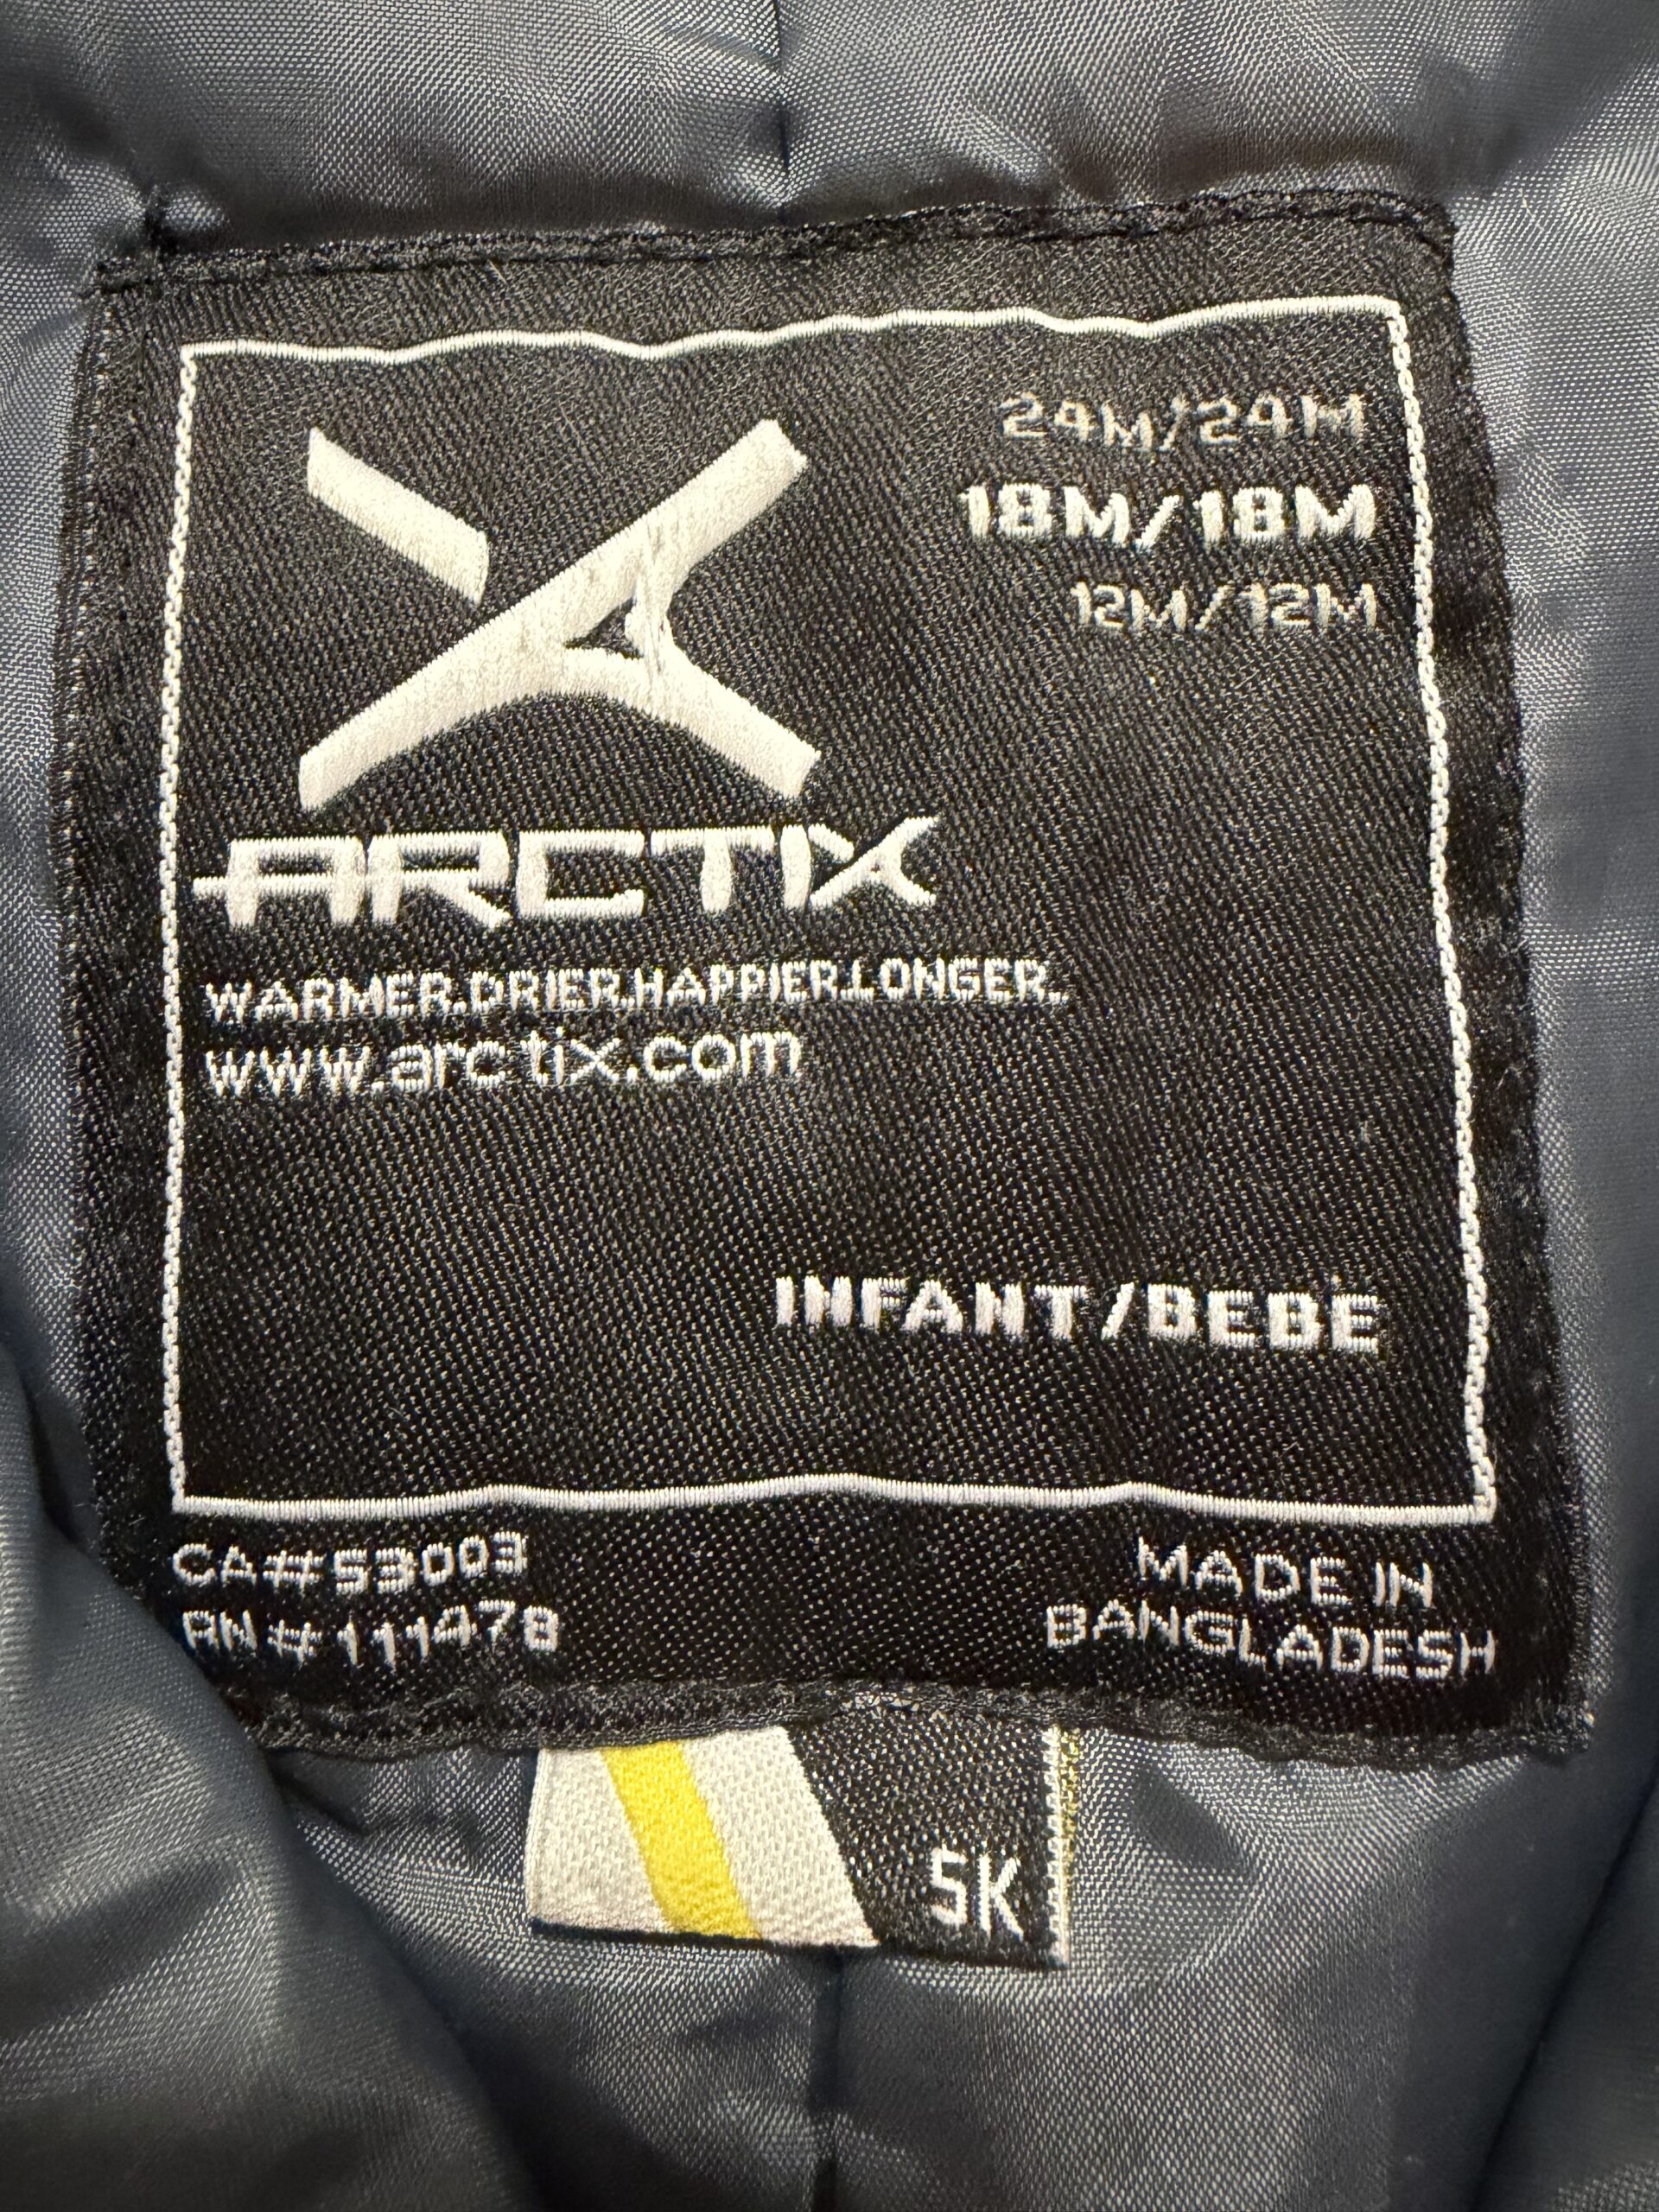 24M/24M
18M/18M
12M/12M
ARCTIX
WARMER.DRIER.HAPPIER.LONGER.
www.arctix.com
INFANT/BEBE
CA#53003
RN#111478
MADE IN
BANGLADESH
5K